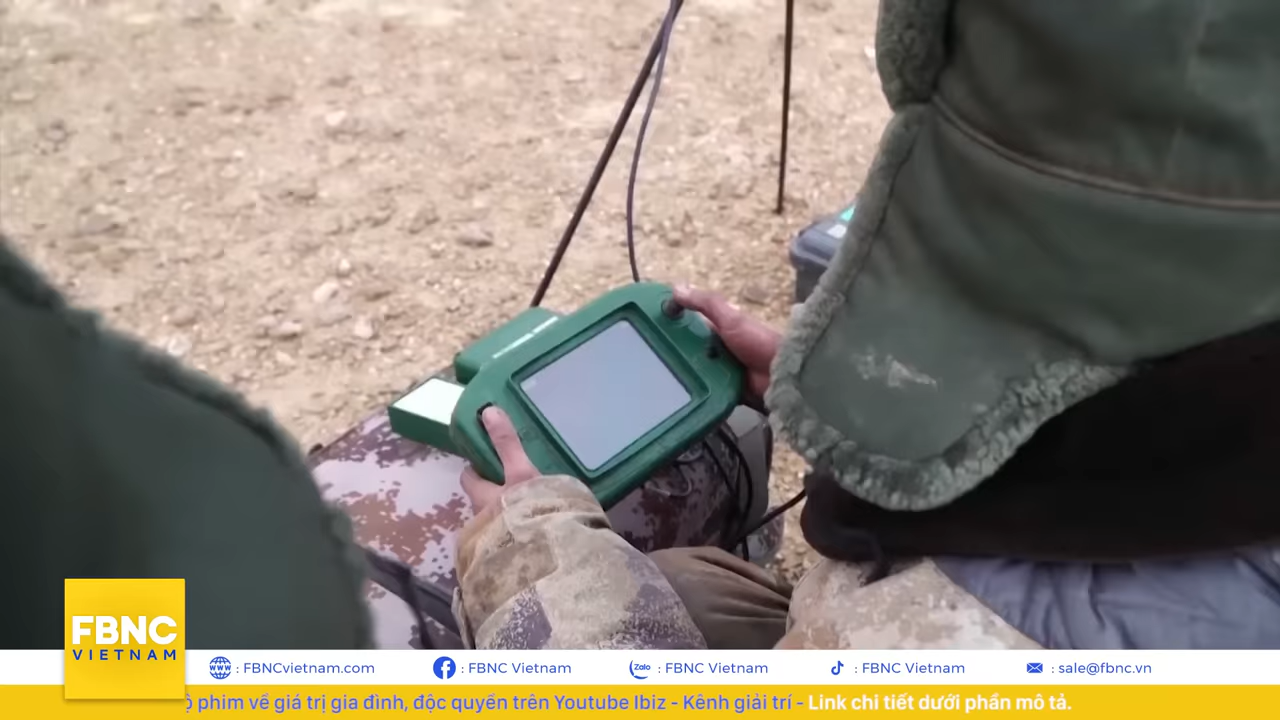 FBNC
VIETNAM
: FBNCvietnam.com
: FBNC Vietnam
Zalo : FBNC Vietnam
: FBNC Vietnam
: sale@fbnc.vn
phim về giá trị gia đình, độc quyền trên Youtube Ibiz - Kênh giải trí - Link chi tiết dưới phần mô tả.